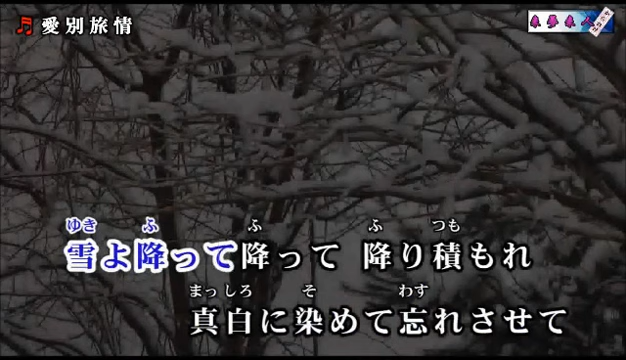 ♬愛別旅情
ゆき ふ ふ ふ つも
雪よ降って降って 降り積もれ
まっしろ そ わす
真白に染めて忘れさせて